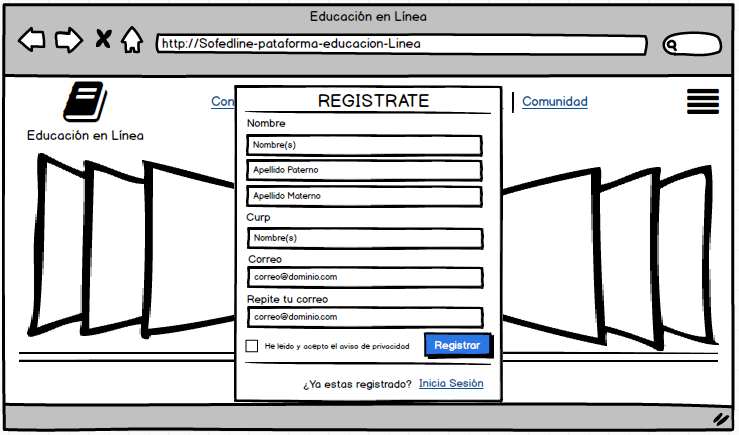 Educación en Línea
http://Sofedline-pataforma-educacion-Linea
Educación en Línea
Con
Comunidad
REGISTRATE
Nombre
Nombre(s)
Apellido Paterno
Apellido Materno
Curp
Nombre(s)
Correo
correo@dominio.com
Repite tu correo
correo@dominio.com
He leido y acepto el aviso de privacidad
Registrar
¿Ya estas registrado? Inicia Sesión